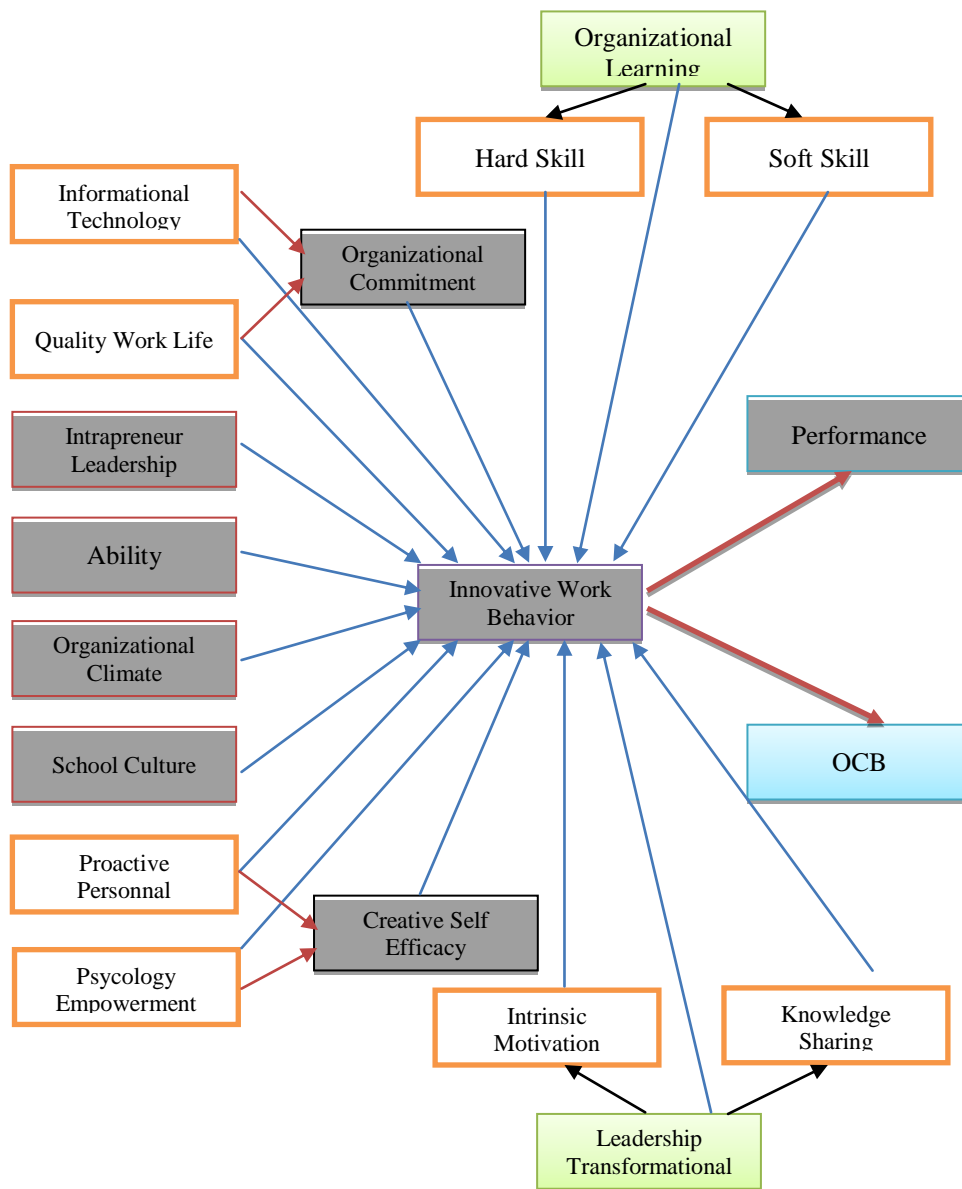 Organizational
Learning
Hard Skill
Soft Skill
Informational
Technology
Organizational
Commitment
Quality Work Life
Intrapreneur
Leadership
Performance
Ability
Innovative Work
Behavior
Organizational
Climate
School Culture
OCB
Proactive
Personnal
Creative Self
Efficacy
Psycology
Empowerment
Intrinsic
Motivation
Knowledge
Sharing
Leadership
Transformational